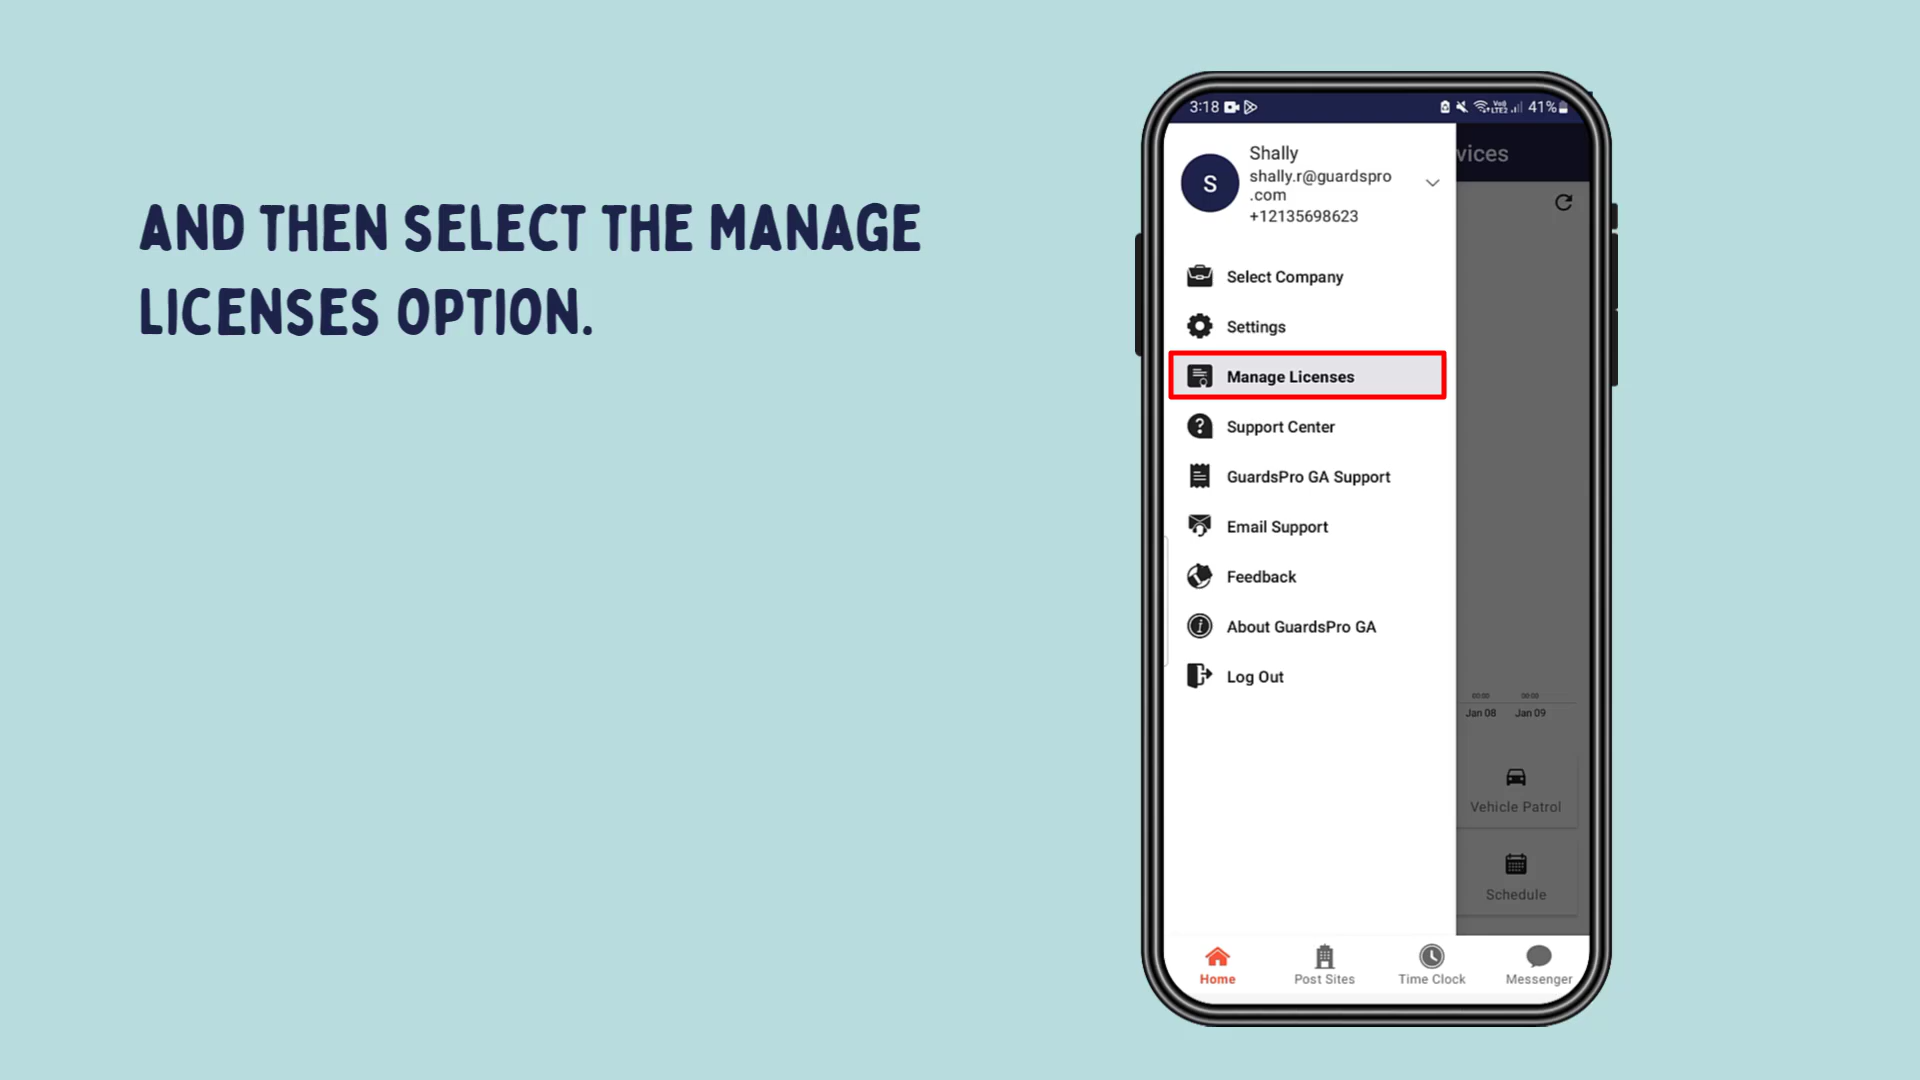 AND THEN SELECT THE MANAGE
LICENSES OPTION.
3:18
41%
vices
S
Shally
shally.r@guardspro
.com
+12135698623
Select Company
Settings
Manage Licenses
Support Center
GuardsPro GA Support
Email Support
Feedback
About GuardsPro GA
Log Out
00:00 00:00
Jan 08 Jan 09
Vehicle Patrol
Schedule
Home Post Sites Time Clock Messenger